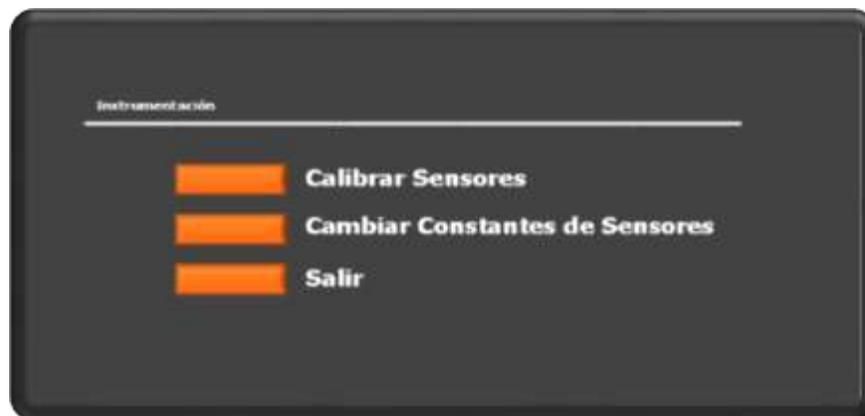 Instrumentación
Calibrar Sensores
Cambiar Constantes de Sensores
Salir